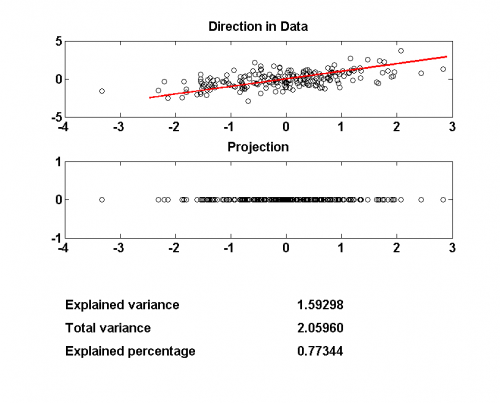 Direction in Data
5
0
-5
-4 -3 -2 -1 0 1 2 3
Projection
1
0
-1
-4 -3 -2 -1 0 1 2 3
Explained variance 1.59298
Total variance 2.05960
Explained percentage 0.77344